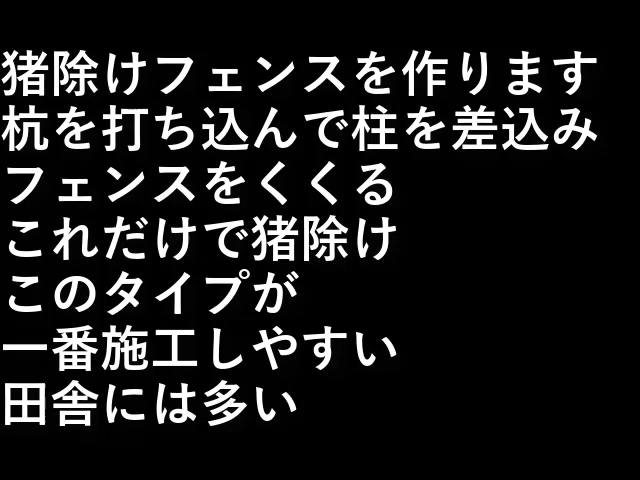 猪除けフェンスを作ります
杭を打ち込んで柱を差込み
フェンスをくくる
これだけで猪除け
このタイプが
一番施工しやすい
田舎には多い